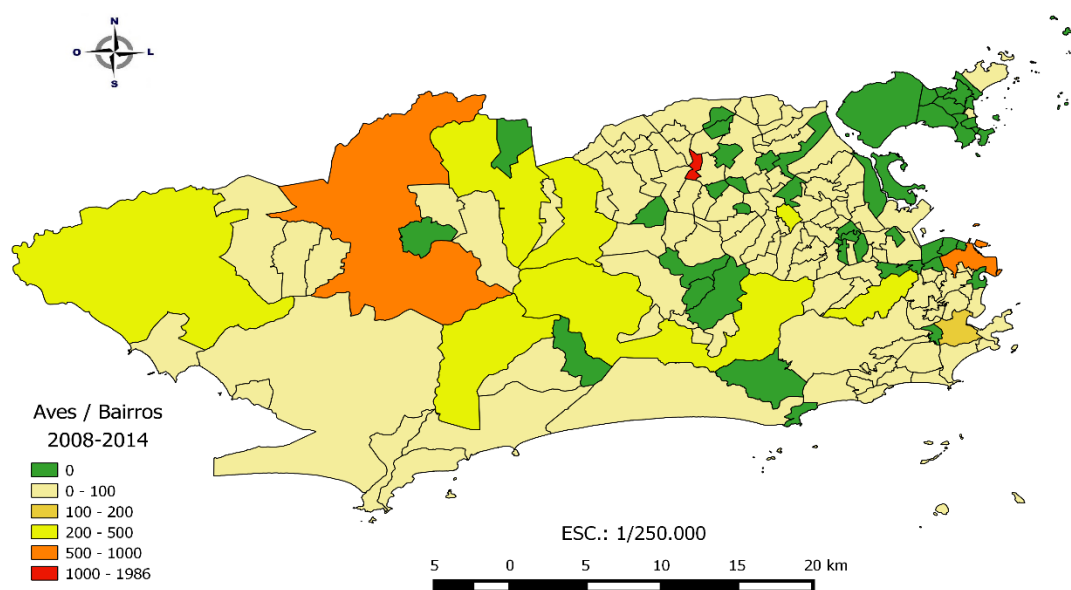 N
O L
S
Aves / Bairros
2008-2014
0
0 - 100
100 - 200
200 - 500
500 - 1000
1000 - 1986
ESC.: 1/250.000
5 0 5 10 15 20 km